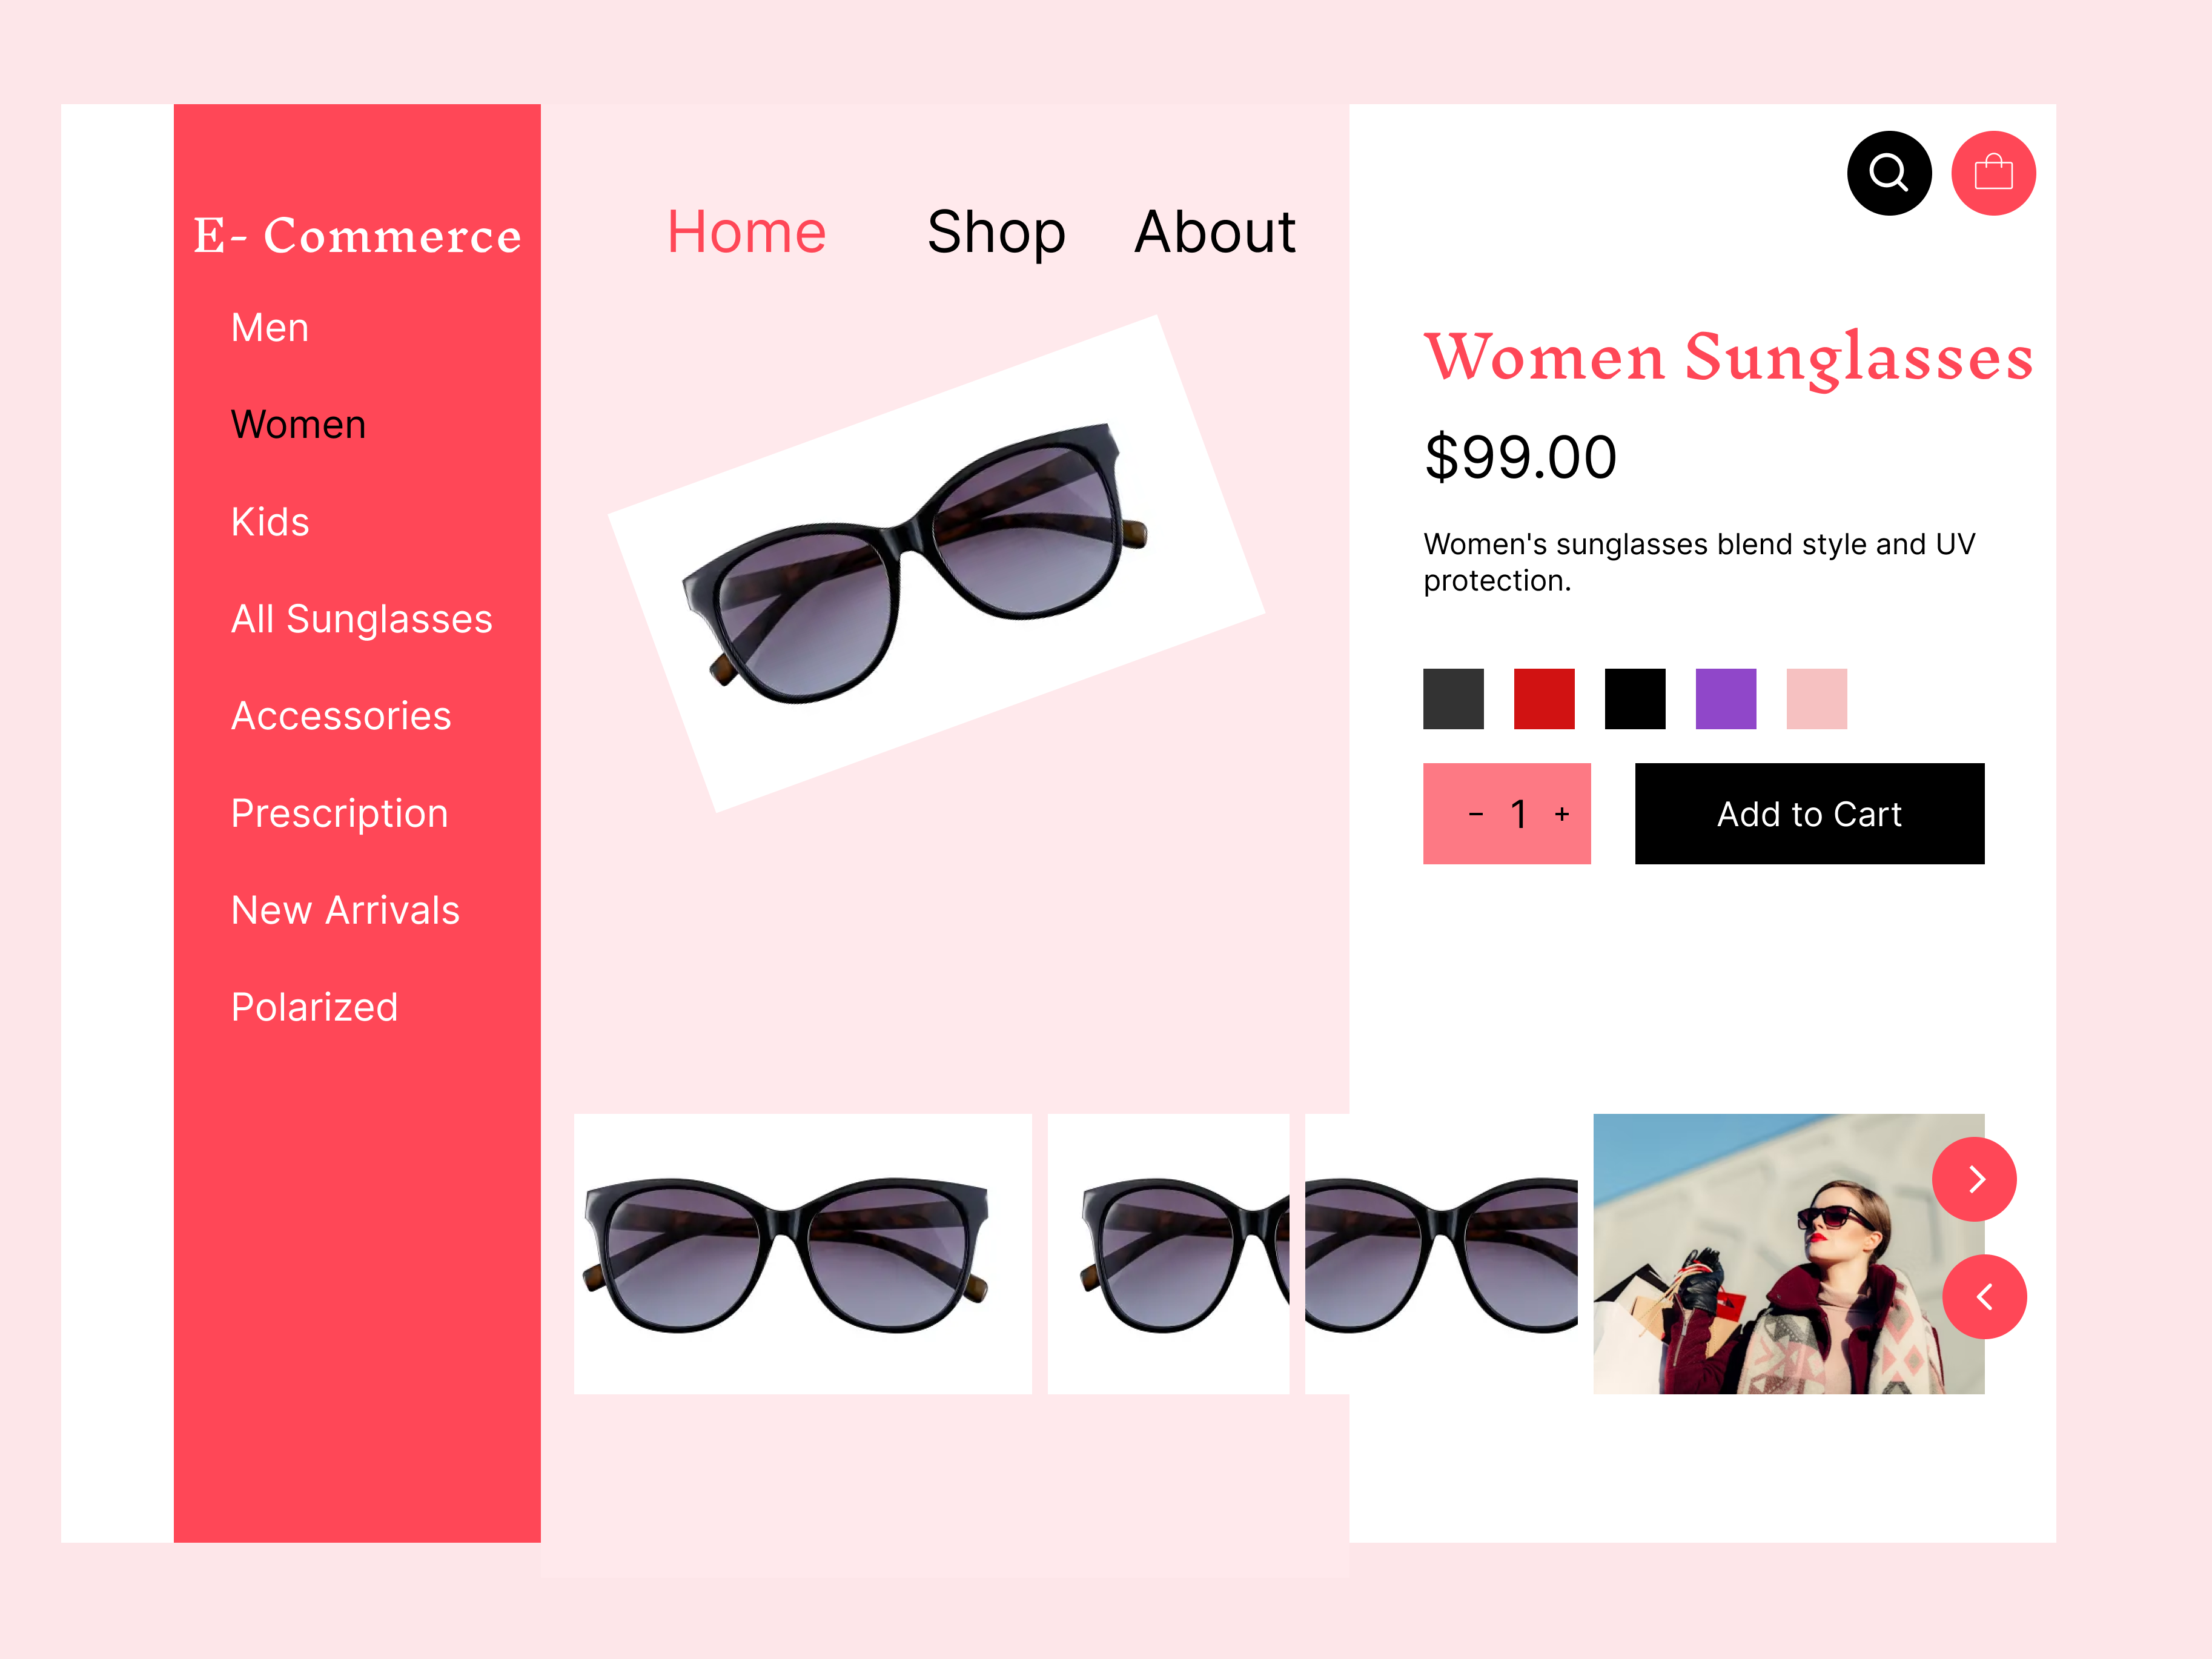 E- Commerce
Men
Women
Kids
All Sunglasses
Accessories
Prescription
New Arrivals
Polarized
Home Shop About
Women Sunglasses
$99.00
Women's sunglasses blend style and UV
protection.
- 1 +
Add to Cart